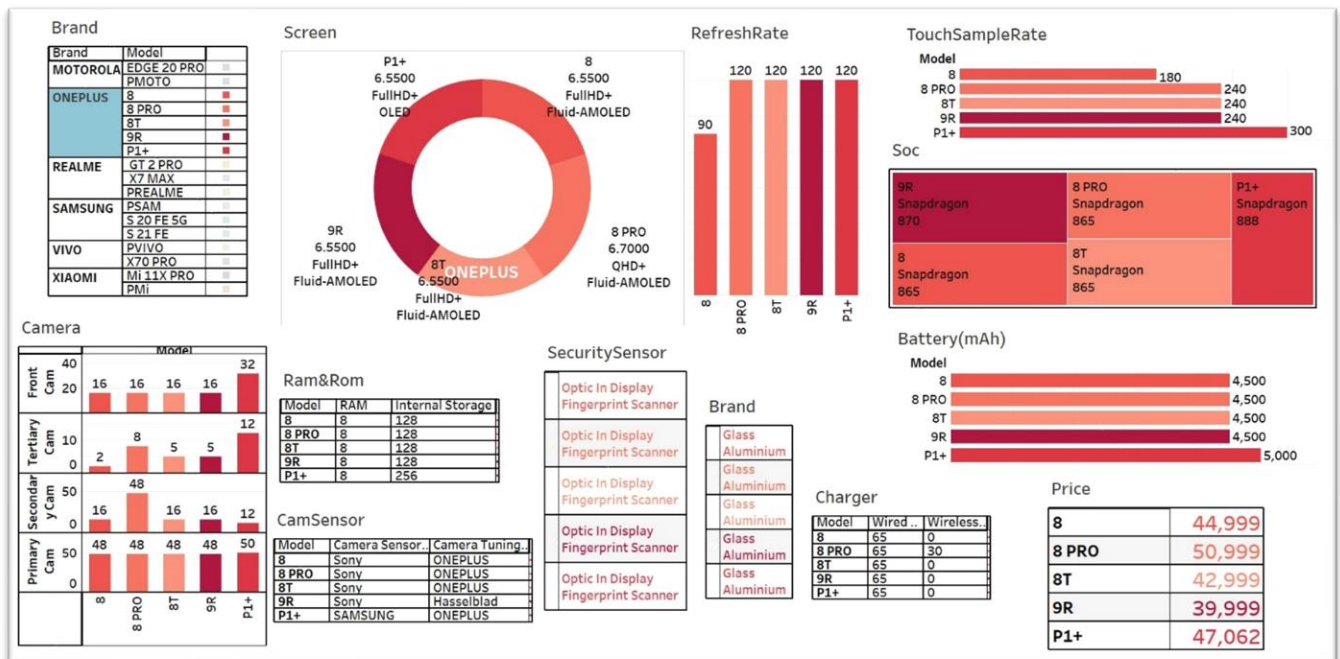 Brand
Brand Model
MOTOROLA EDGE 20 PRO
PMOTO
ONEPLUS 8
8 PRO
8T
9R
P1+
REALME GT 2 PRO
X7 MAX
PREALME
SAMSUNG PSAM
S 20 FE 5G
S 21 FE
VIVO PVIVO
X70 PRO
XIAOMI Mi 11X PRO
PMi
Screen
P1+
6.5500
FullHD+
OLED
8
6.5500
FullHD+
Fluid-AMOLED
9R
6.5500
FullHD+
Fluid-AMOLED
8T
6.5500
FullHD+
Fluid-AMOLED
ONEPLUS
8 PRO
6.7000
QHD+
Fluid-AMOLED
RefreshRate
90 120 120 120 120
8 8 PRO 8T 9R P1+
TouchSampleRate
Model
8 180
8 PRO 240
8T 240
9R 240
P1+ 300
Soc
9R
Snapdragon
870
8
Snapdragon
865
8 PRO
Snapdragon
865
8T
Snapdragon
865
P1+
Snapdragon
888
Camera
Model
Front
Cam
40
20
16 16 16 16 32
Tertiary
Cam
10
0
2 8 5 5 12
Secondar
y Cam
50
0
16 48 16 16 12
Primary
Cam
50
0
48 48 48 48 50
8 8 PRO 8T 9R P1+
Ram&Rom
Model RAM Internal Storage
8 8 128
8 PRO 8 128
8T 8 128
9R 8 128
P1+ 8 256
CamSensor
Model Camera Sensor.. Camera Tuning..
8 Sony ONEPLUS
8 PRO Sony ONEPLUS
8T Sony ONEPLUS
9R Sony Hasselblad
P1+ SAMSUNG ONEPLUS
SecuritySensor
Optic In Display
Fingerprint Scanner
Optic In Display
Fingerprint Scanner
Optic In Display
Fingerprint Scanner
Optic In Display
Fingerprint Scanner
Optic In Display
Fingerprint Scanner
Brand
Glass
Aluminium
Glass
Aluminium
Glass
Aluminium
Glass
Aluminium
Glass
Aluminium
Battery(mAh)
Model
8 4,500
8 PRO 4,500
8T 4,500
9R 4,500
P1+ 5,000
Charger
Model Wired .. Wireless..
8 65 0
8 PRO 65 30
8T 65 0
9R 65 0
P1+ 65 0
Price
8 44,999
8 PRO 50,999
8T 42,999
9R 39,999
P1+ 47,062